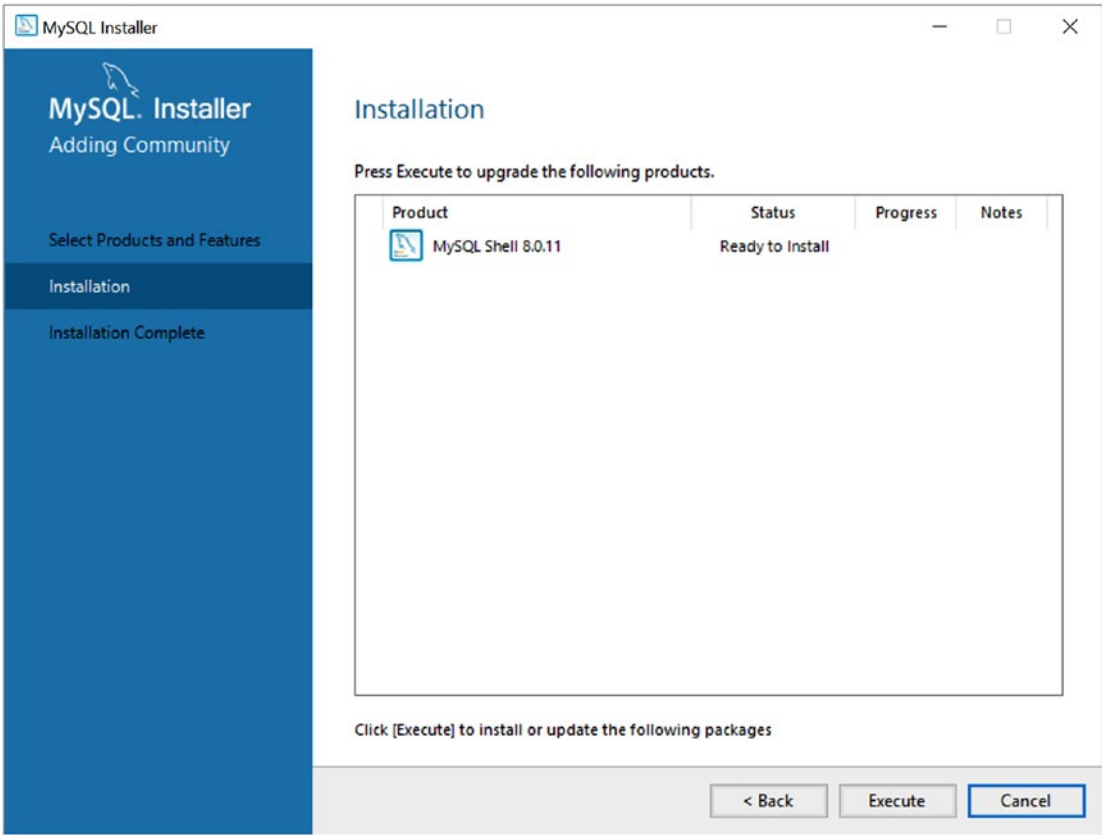 MySQL Installer
MySQL. Installer
Adding Community
Select Products and Features
Installation
Installation Complete
Installation
Press Execute to upgrade the following products.
Product Status Progress Notes
MySQL Shell 8.0.11 Ready to Install
Click [Execute] to install or update the following packages
< Back Execute Cancel